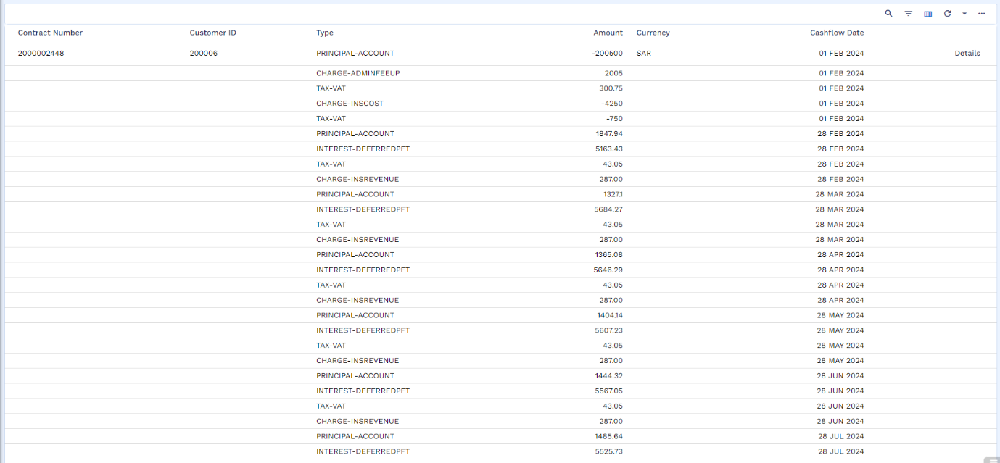 Contract Number Customer ID Type Amount Currency Cashflow Date
2000002448 200006 PRINCIPAL-ACCOUNT -200500 SAR 01 FEB 2024 Details
CHARGE-ADMINFEEUP 2005 01 FEB 2024
TAX-VAT 300.75 01 FEB 2024
CHARGE-INSCOST -4250 01 FEB 2024
TAX-VAT -750 01 FEB 2024
PRINCIPAL-ACCOUNT 1847.94 28 FEB 2024
INTEREST-DEFERREDPFT 5163.43 28 FEB 2024
TAX-VAT 43.05 28 FEB 2024
CHARGE-INSREVENUE 287.00 28 FEB 2024
PRINCIPAL-ACCOUNT 1327.1 28 MAR 2024
INTEREST-DEFERREDPFT 5684.27 28 MAR 2024
TAX-VAT 43.05 28 MAR 2024
CHARGE-INSREVENUE 287.00 28 MAR 2024
PRINCIPAL-ACCOUNT 1365.08 28 APR 2024
INTEREST-DEFERREDPFT 5646.29 28 APR 2024
TAX-VAT 43.05 28 APR 2024
CHARGE-INSREVENUE 287.00 28 APR 2024
PRINCIPAL-ACCOUNT 1404.14 28 MAY 2024
INTEREST-DEFERREDPFT 5607.23 28 MAY 2024
TAX-VAT 43.05 28 MAY 2024
CHARGE-INSREVENUE 287.00 28 MAY 2024
PRINCIPAL-ACCOUNT 1444.32 28 JUN 2024
INTEREST-DEFERREDPFT 5567.05 28 JUN 2024
TAX-VAT 43.05 28 JUN 2024
CHARGE-INSREVENUE 287.00 28 JUN 2024
PRINCIPAL-ACCOUNT 1485.64 28 JUL 2024
INTEREST-DEFERREDPFT 5525.73 28 JUL 2024